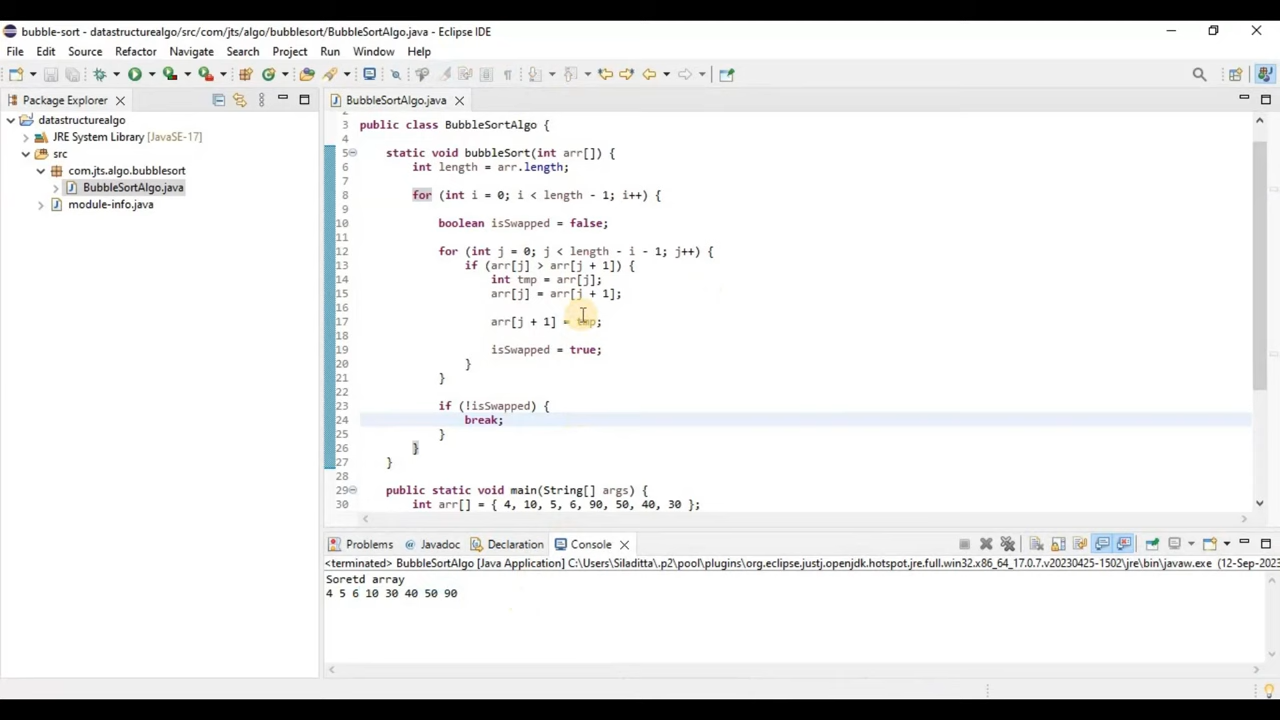 bubble-sort - datastructurealgo/src/com/jts/algo/bubblesort/BubbleSortAlgo.java - Eclipse IDE
File Edit Source Refactor Navigate Search Project Run Window Help
Package Explorer
datastructurealgo
JRE System Library [JavaSE-17]
src
com.jts.algo.bubblesort
BubbleSortAlgo.java
module-info.java
BubbleSortAlgo.java
3 public class BubbleSortAlgo {
4
5 static void bubbleSort(int arr[]) {
6 int length = arr.length;
7
8 for (int i = 0; i < length - 1; i++) {
9
10 boolean isSwapped = false;
11
12 for (int j = 0; j < length - i - 1; j++) {
13 if (arr[j] > arr[j + 1]) {
14 int tmp = arr[j];
15 arr[j] = arr[j + 1];
16
17 arr[j + 1] = tmp;
18
19 isSwapped = true;
20 }
21 }
22
23 if (!isSwapped) {
24 break;
25 }
26 }
27 }
28
29 public static void main(String[] args) {
30 int arr[] = { 4, 10, 5, 6, 90, 50, 40, 30 };
Problems Javadoc Declaration Console
<terminated> BubbleSortAlgo [Java Application] C:\Users\Siladitta\.p2\pool\plugins\org.eclipse.justj.openjdk.hotspot.jre.full.win32.x86_64_17.0.7.v20230425-1502\jre\bin\javaw.exe (12-Sep-2023
Soretd array
4 5 6 10 30 40 50 90